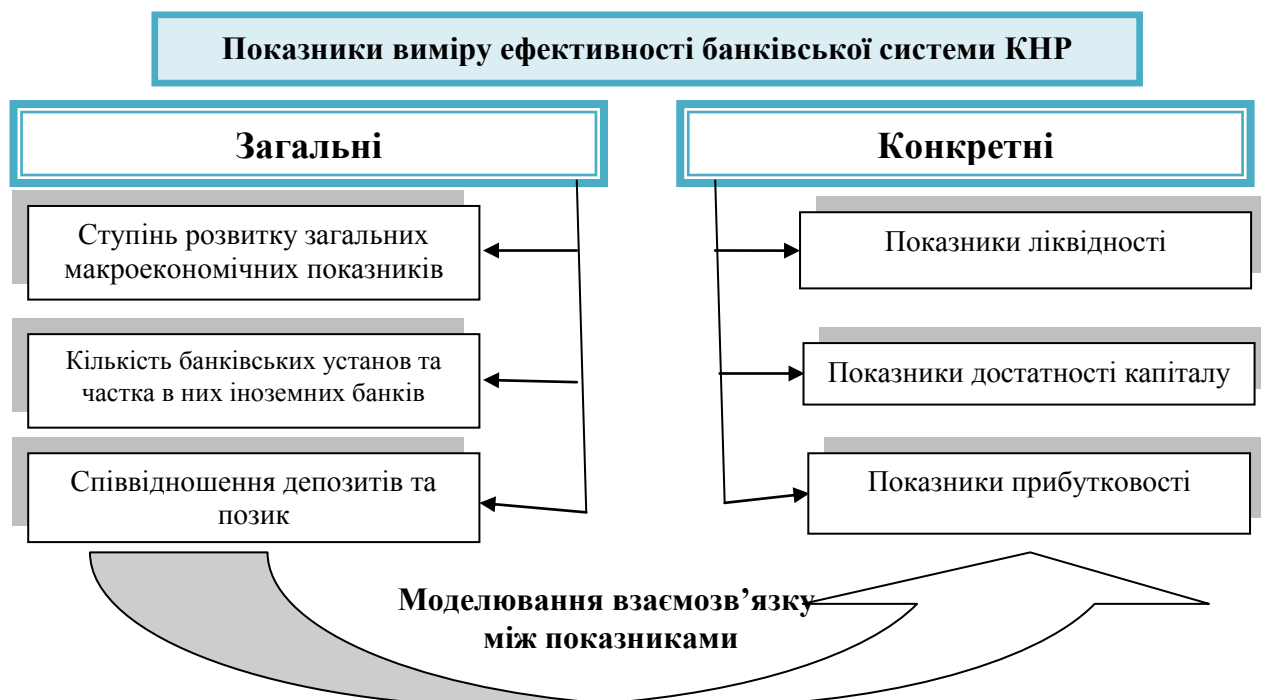 Показники виміру ефективності банківської системи КНР
Загальні
Ступінь розвитку загальних
макроекономічних показників
Кількість банківських установ та
частка в них іноземних банків
Співвідношення депозитів та
позик
Конкретні
Показники ліквідності
Показники достатності капіталу
Показники прибутковості
Моделювання взаємозв’язку
між показниками